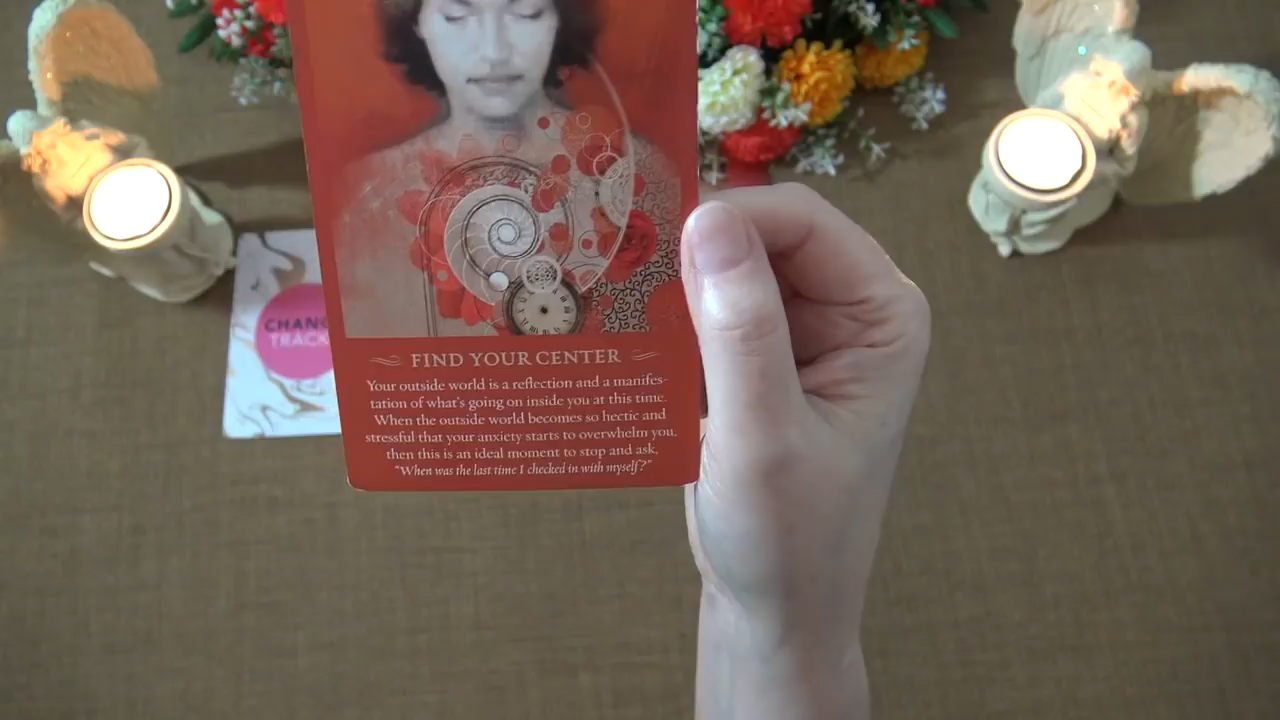 CHANG
TRACK
FIND YOUR CENTER
Your outside world is a reflection and a manifes-
tation of what's going on inside you at this time.
When the outside world becomes so hectic and
stressful that your anxiety starts to overwhelm you,
then this is an ideal moment to stop and ask,
"When was the last time I checked in with myself?"